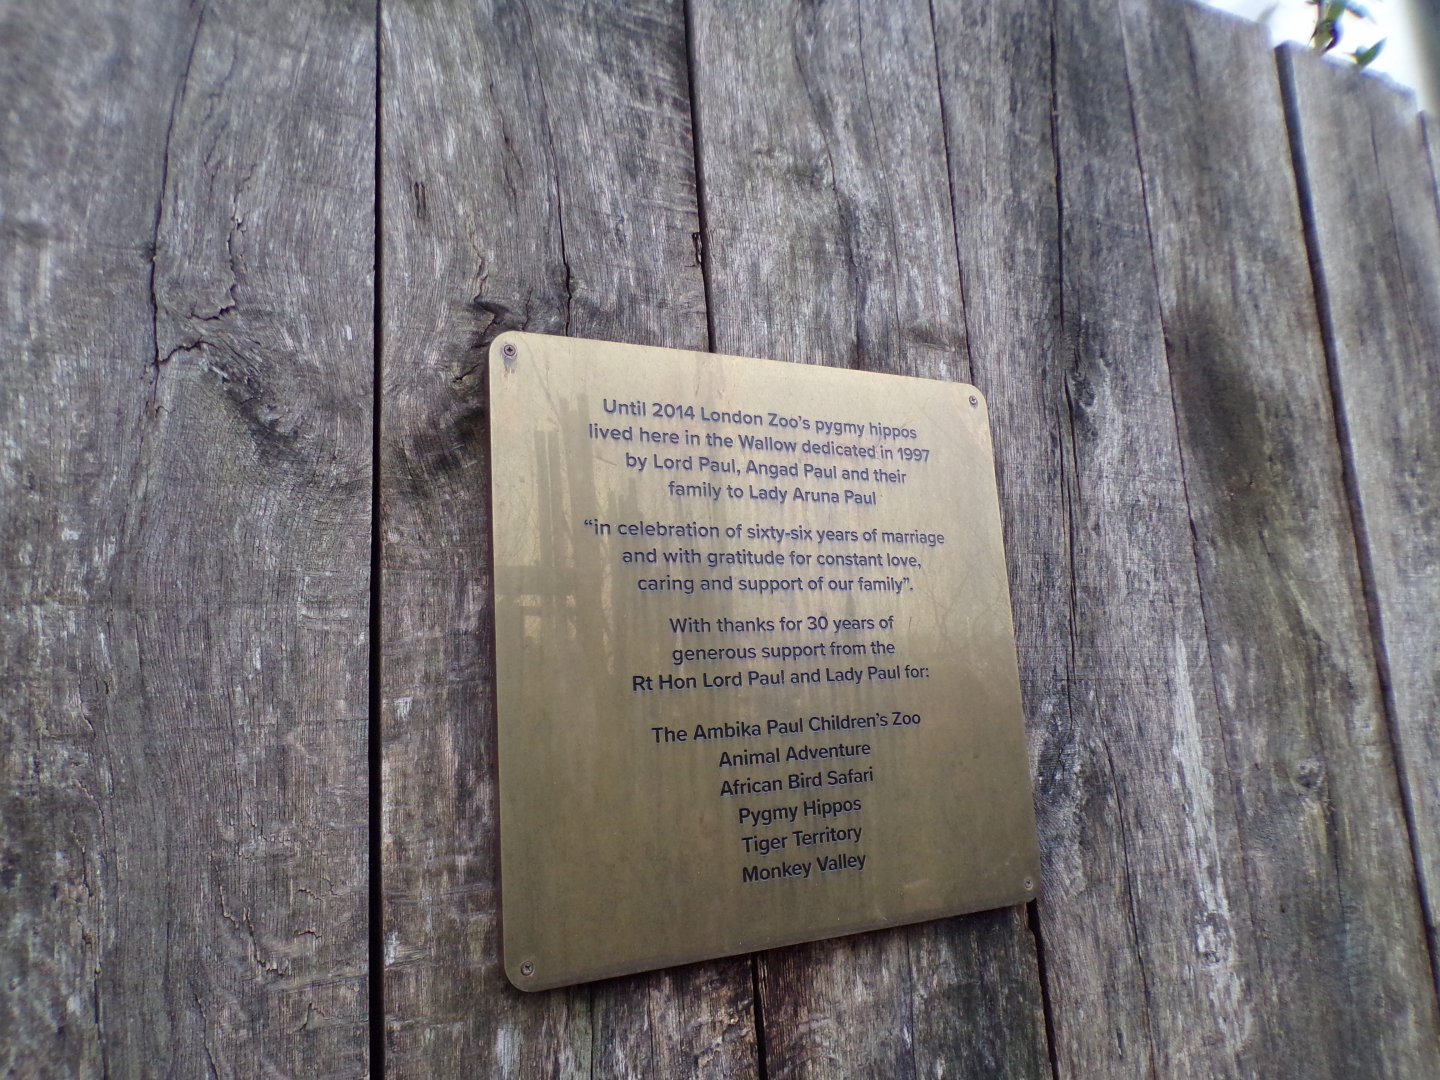 Until 2014 London Zoo's pygmy hippos
lived here in the Wallow dedicated in 1997
by Lord Paul, Angad Paul and their
family to Lady Aruna Paul
“in celebration of sixty-six years of marriage
and with gratitude for constant love,
caring and support of our family”.
With thanks for 30 years of
generous support from the
Rt Hon Lord Paul and Lady Paul for:
The Ambika Paul Children's Zoo
Animal Adventure
African Bird Safari
Pygmy Hippos
Tiger Territory
Monkey Valley